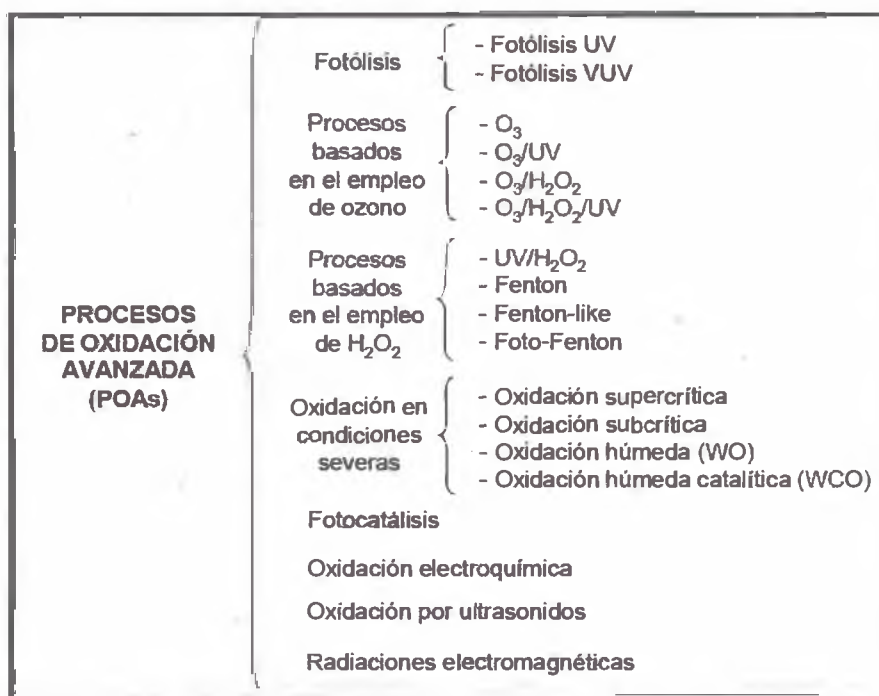 PROCESOS
DE OXIDACIÓN
AVANZADA
(POAs)
Fotólisis
- Fotólisis UV
- Fotólisis VUV
Procesos
basados
en el empleo
de ozono
- O₃
- O₃/UV
- O₃/H₂O₂
- O₃/H₂O₂/UV
Procesos
basados
en el empleo
de H₂O₂
- UV/H₂O₂
- Fenton
- Fenton-like
- Foto-Fenton
Oxidación en
condiciones
severas
- Oxidación supercrítica
- Oxidación subcrítica
- Oxidación húmeda (WO)
- Oxidación húmeda catalítica (WCO)
Fotocatálisis
Oxidación electroquímica
Oxidación por ultrasonidos
Radiaciones electromagnéticas